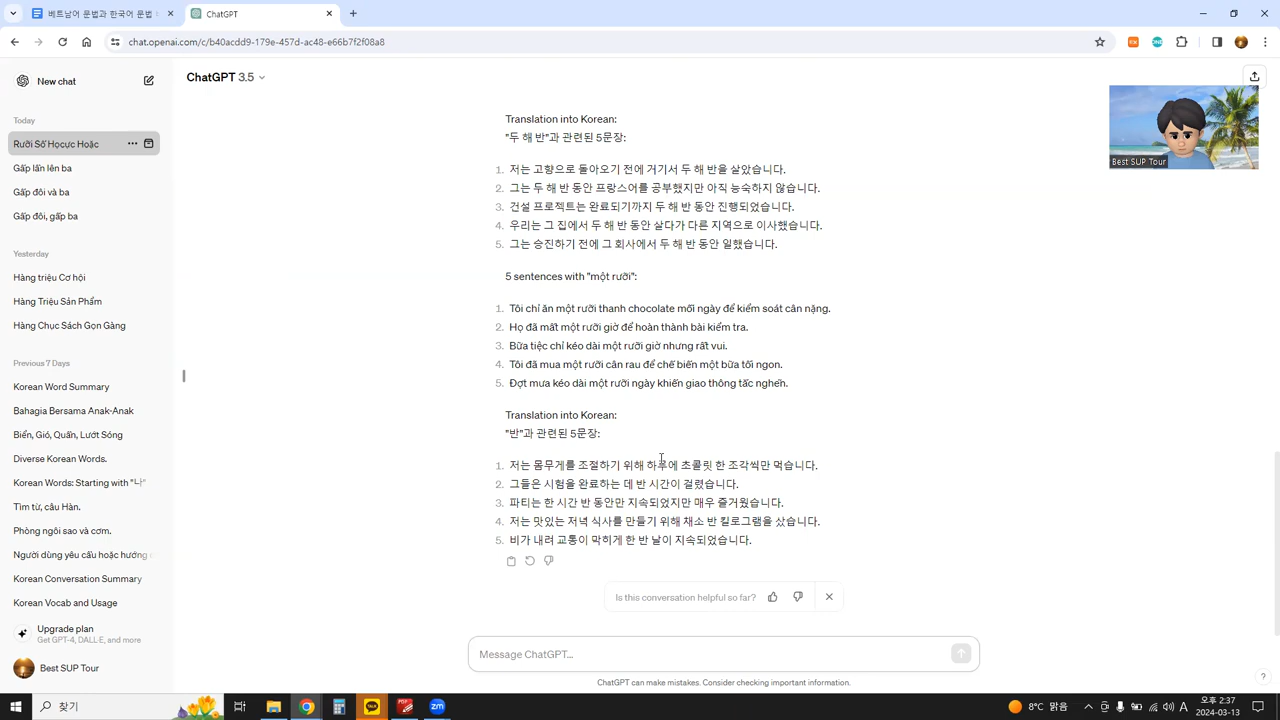 베트남어 문법과 한국어 문법
ChatGPT
chat.openai.com/c/b40acdd9-179e-457d-ac48-e66b7f2f08a8
New chat
ChatGPT 3.5
Today
Rưỡi Số Họcực Hoặc
Gấp lấn lên ba
Gấp đôi và ba
Gấp đôi, gấp ba
Yesterday
Hàng triệu Cơ hội
Hàng Triệu Sản Phẩm
Hàng Chục Sách Gọn Gàng
Previous 7 Days
Korean Word Summary
Bahagia Bersama Anak-Anak
Biển, Gió, Quấn, Lướt Sóng
Diverse Korean Words.
Korean Words: Starting with "나"
Tìm từ, câu Hàn.
Phòng ngôi sao và cơm.
Người dùng yêu cầu hoặc hướng
Korean Conversation Summary
Korean Vocab and Usage
Upgrade plan
Get GPT-4, DALL·E, and more
Best SUP Tour
Translation into Korean:
"두 해 반"과 관련된 5문장:
1. 저는 고향으로 돌아오기 전에 거기서 두 해 반을 살았습니다.
2. 그는 두 해 반 동안 프랑스어를 공부했지만 아직 능숙하지 않습니다.
3. 건설 프로젝트는 완료되기까지 두 해 반 동안 진행되었습니다.
4. 우리는 그 집에서 두 해 반 동안 살다가 다른 지역으로 이사했습니다.
5. 그는 승진하기 전에 그 회사에서 두 해 반 동안 일했습니다.
5 sentences with "một rưỡi":
1. Tôi chỉ ăn một rưỡi thanh chocolate mỗi ngày để kiểm soát cân nặng.
2. Họ đã mất một rưỡi giờ để hoàn thành bài kiểm tra.
3. Bữa tiệc chỉ kéo dài một rưỡi giờ nhưng rất vui.
4. Tôi đã mua một rưỡi cân rau để chế biến một bữa tối ngon.
5. Đợt mưa kéo dài một rưỡi ngày khiến giao thông tắc nghẽn.
Translation into Korean:
"반"과 관련된 5문장:
1. 저는 몸무게를 조절하기 위해 하루에 초콜릿 한 조각씩만 먹습니다.
2. 그들은 시험을 완료하는 데 반 시간이 걸렸습니다.
3. 파티는 한 시간 반 동안만 지속되었지만 매우 즐거웠습니다.
4. 저는 맛있는 저녁 식사를 만들기 위해 채소 반 킬로그램을 샀습니다.
5. 비가 내려 교통이 막히게 한 반 날이 지속되었습니다.
Is this conversation helpful so far?
Message ChatGPT...
ChatGPT can make mistakes. Consider checking important information.
?
Best SUP Tour
찾기
TALK
zm
8°C 맑음
A
오후 2:37
2024-03-13